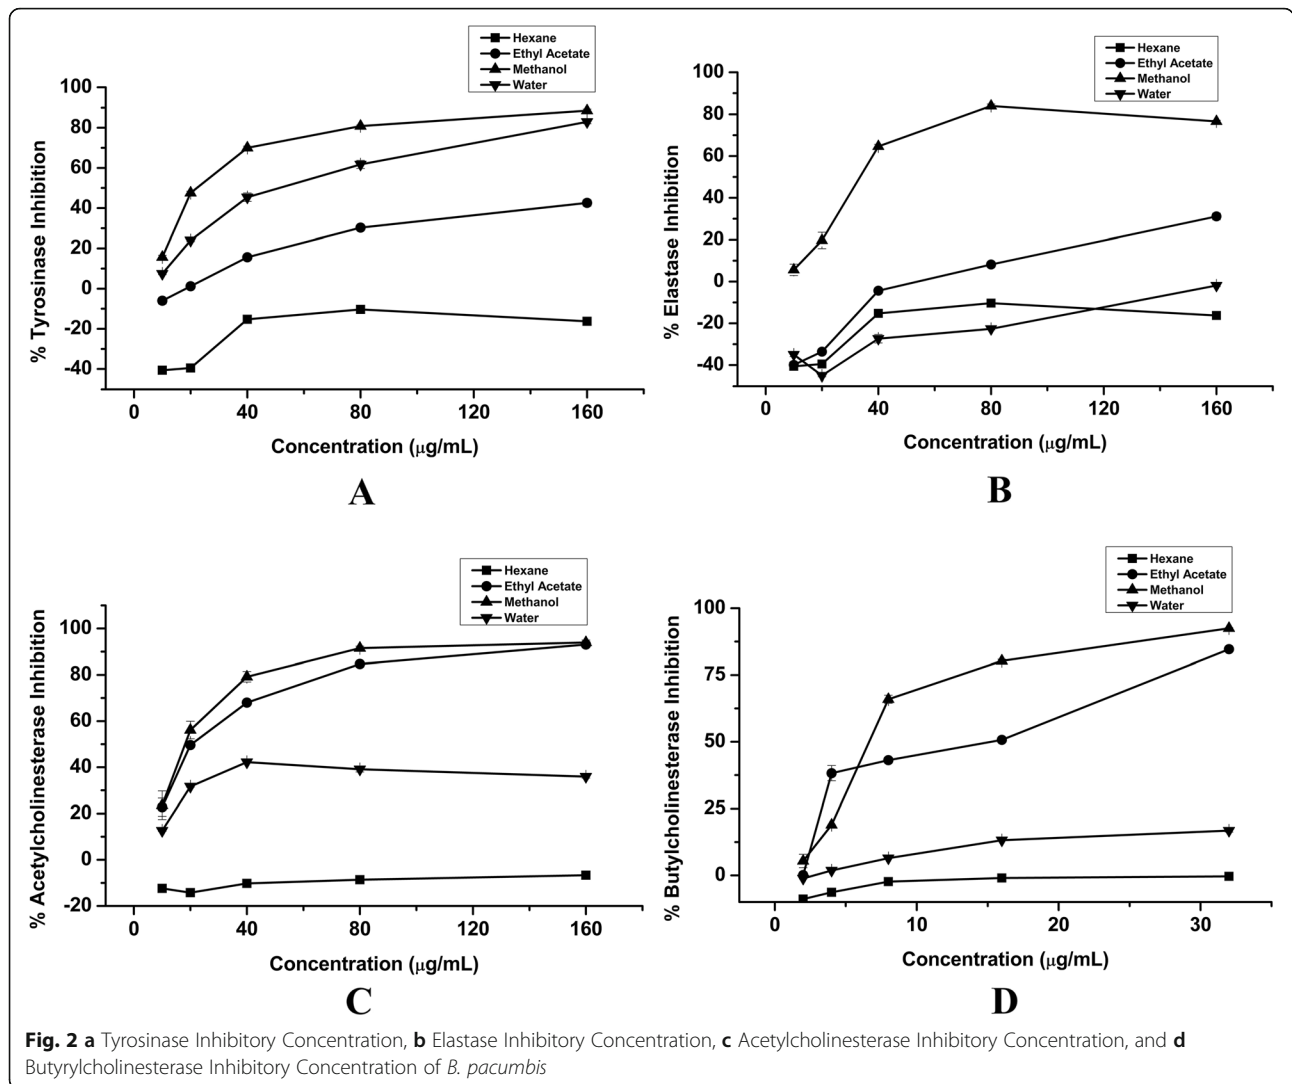 Hexane
Ethyl Acetate
Methanol
Water
100
80
60
40
20
0
-20
-40
% Tyrosinase Inhibition
0 40 80 120 160
Concentration (µg/mL)
A
Hexane
Ethyl Acetate
Methanol
Water
100
80
60
40
20
0
-20
-40
% Elastase Inhibition
0 40 80 120 160
Concentration (µg/mL)
B
Hexane
Ethyl Acetate
Methanol
Water
100
80
60
40
20
0
-20
% Acetylcholinesterase Inhibition
0 40 80 120 160
Concentration (µg/mL)
C
Hexane
Ethyl Acetate
Methanol
Water
100
75
50
25
0
% Butylcholinesterase Inhibition
0 10 20 30
Concentration (µg/mL)
D
Fig. 2 a Tyrosinase Inhibitory Concentration, b Elastase Inhibitory Concentration, c Acetylcholinesterase Inhibitory Concentration, and d
Butyrylcholinesterase Inhibitory Concentration of B. pacumbis